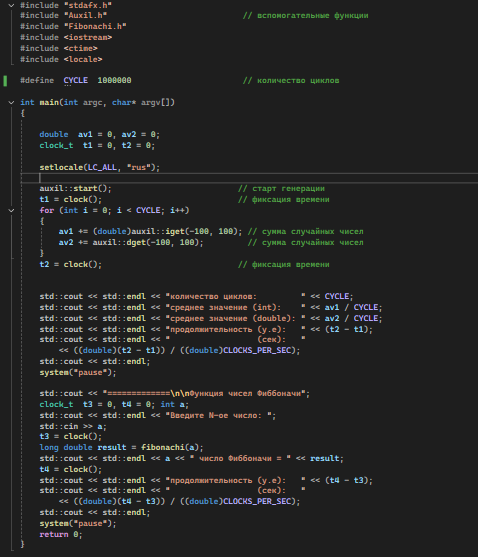 #include "stdafx.h"
#include "Auxil.h" // вспомогательные функции
#include "Fibonachi.h"
#include <iostream>
#include <ctime>
#include <locale>
#define CYCLE 1000000 // количество циклов
int main(int argc, char* argv[])
{
double av1 = 0, av2 = 0;
clock_t t1 = 0, t2 = 0;
setlocale(LC_ALL, "rus");
auxil::start(); // старт генерации
t1 = clock(); // фиксация времени
for (int i = 0; i < CYCLE; i++)
{
av1 += (double)auxil::iget(-100, 100); // сумма случайных чисел
av2 += auxil::dget(-100, 100); // сумма случайных чисел
}
t2 = clock(); // фиксация времени
std::cout << std::endl << "количество циклов: " << CYCLE;
std::cout << std::endl << "среднее значение (int): " << av1 / CYCLE;
std::cout << std::endl << "среднее значение (double): " << av2 / CYCLE;
std::cout << std::endl << "продолжительность (у.е): " << (t2 - t1);
std::cout << std::endl << " (сек): "
<< ((double)(t2 - t1)) / ((double)CLOCKS_PER_SEC);
std::cout << std::endl;
system("pause");
std::cout << "=============\n\nФункция чисел Фиббоначи";
clock_t t3 = 0, t4 = 0; int a;
std::cout << std::endl << "Введите N-ое число: ";
std::cin >> a;
t3 = clock();
long double result = fibonachi(a);
std::cout << std::endl << a << " число Фиббоначи = " << result;
t4 = clock();
std::cout << std::endl << "продолжительность (у.е): " << (t4 - t3);
std::cout << std::endl << " (сек): "
<< ((double)(t4 - t3)) / ((double)CLOCKS_PER_SEC);
std::cout << std::endl;
system("pause");
return 0;
}